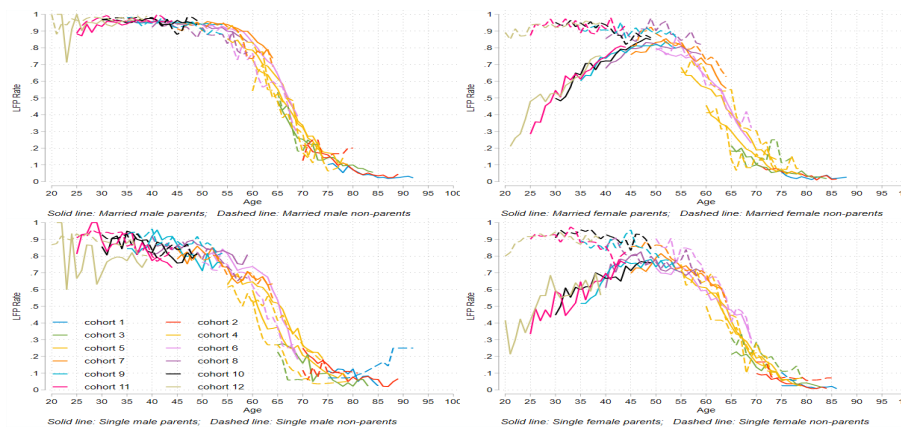 1
.9
.8
.7
.6
.5
.4
.3
.2
.1
0
LFP Rate
20 25 30 35 40 45 50 55 60 65 70 75 80 85 90 95 100
Age
Solid line: Married male parents; Dashed line: Married male non-parents
1
.9
.8
.7
.6
.5
.4
.3
.2
.1
0
LFP Rate
20 25 30 35 40 45 50 55 60 65 70 75 80 85 90 95
Age
Solid line: Married female parents; Dashed line: Married female non-parents
1
.9
.8
.7
.6
.5
.4
.3
.2
.1
0
LFP Rate
cohort 1 cohort 2
cohort 3 cohort 4
cohort 5 cohort 6
cohort 7 cohort 8
cohort 9 cohort 10
cohort 11 cohort 12
20 25 30 35 40 45 50 55 60 65 70 75 80 85 90 95 100
Age
Solid line: Single male parents; Dashed line: Single male non-parents
1
.9
.8
.7
.6
.5
.4
.3
.2
.1
0
LFP Rate
20 25 30 35 40 45 50 55 60 65 70 75 80 85 90 95
Age
Solid line: Single female parents; Dashed line: Single female non-parents